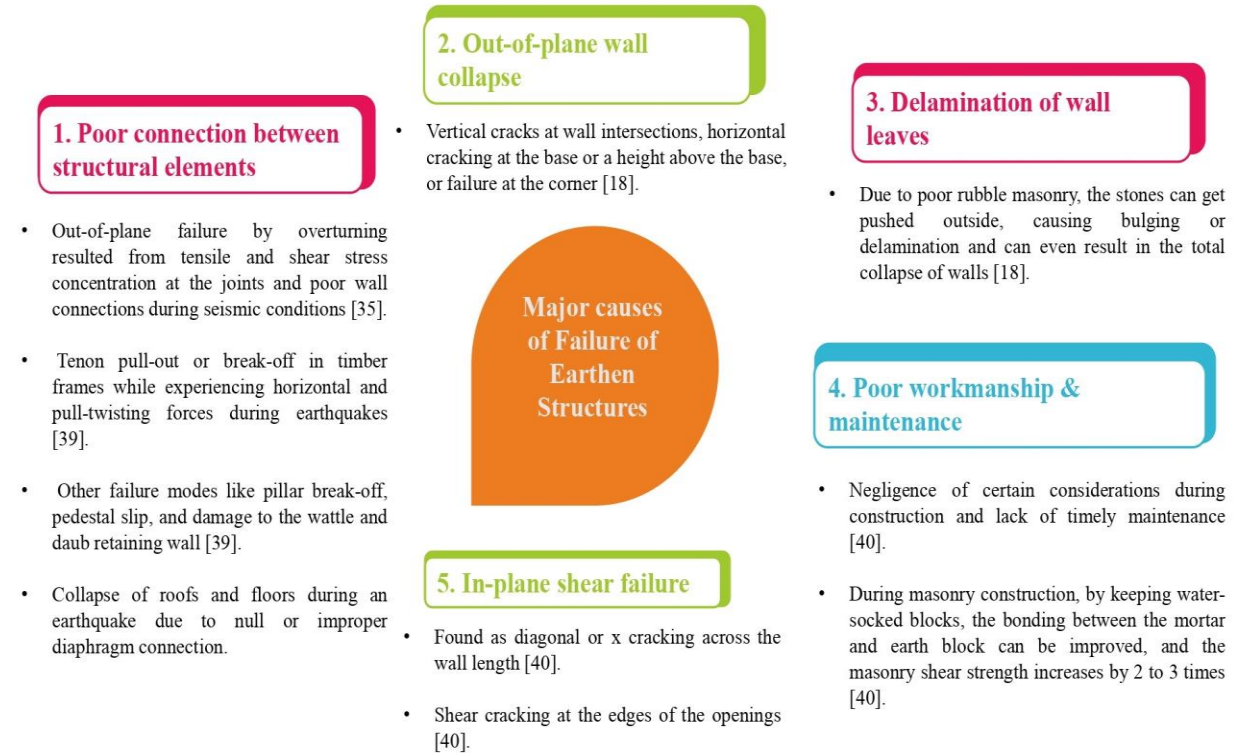 1. Poor connection between
structural elements
• Out-of-plane failure by overturning
resulted from tensile and shear stress
concentration at the joints and poor wall
connections during seismic conditions [35].
• Tenon pull-out or break-off in timber
frames while experiencing horizontal and
pull-twisting forces during earthquakes
[39].
• Other failure modes like pillar break-off,
pedestal slip, and damage to the wattle and
daub retaining wall [39].
• Collapse of roofs and floors during an
earthquake due to null or improper
diaphragm connection.
2. Out-of-plane wall
collapse
• Vertical cracks at wall intersections, horizontal
cracking at the base or a height above the base,
or failure at the corner [18].
Major causes
of Failure of
Earthen
Structures
3. Delamination of wall
leaves
• Due to poor rubble masonry, the stones can get
pushed outside, causing bulging or
delamination and can even result in the total
collapse of walls [18].
4. Poor workmanship &
maintenance
• Negligence of certain considerations during
construction and lack of timely maintenance
[40].
• During masonry construction, by keeping water-
socked blocks, the bonding between the mortar
and earth block can be improved, and the
masonry shear strength increases by 2 to 3 times
[40].
5. In-plane shear failure
• Found as diagonal or x cracking across the
wall length [40].
• Shear cracking at the edges of the openings
[40].